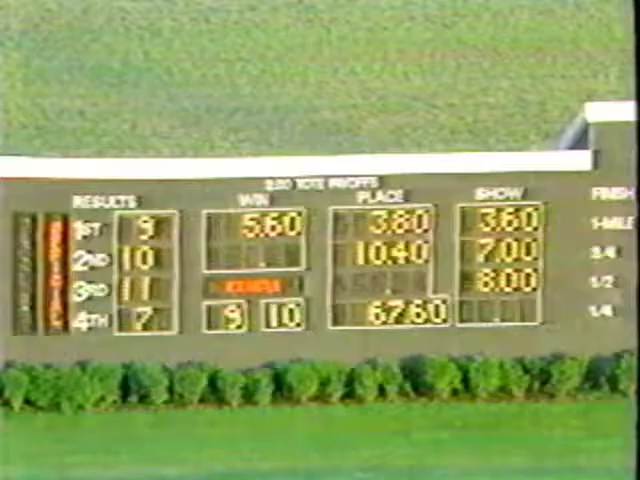 2.00 TOTE PAYOFFS
RESULTS WIN PLACE SHOW FINISH
1ST 9 5.60 3.80 3.60 1-MILE
2ND 10 10.40 7.00 3/4
3RD 11 8.00 1/2
4TH 7 9 10 67.60 1/4
OFFICIAL